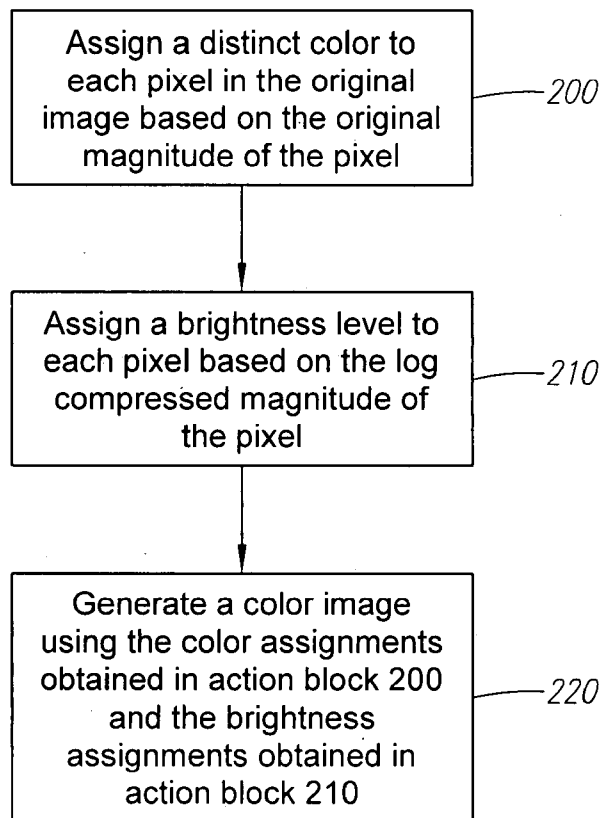 Assign a distinct color to
each pixel in the original
image based on the original
magnitude of the pixel
200
Assign a brightness level to
each pixel based on the log
compressed magnitude of
the pixel
210
Generate a color image
using the color assignments
obtained in action block 200
and the brightness
assignments obtained in
action block 210
220